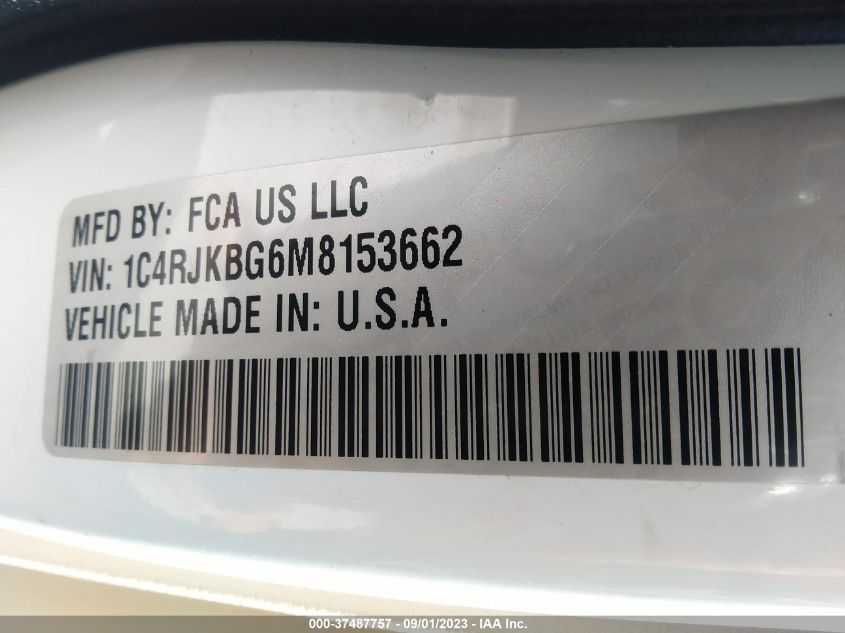 MFD BY: FCA US LLC
VIN: 1C4RJKBG6M8153662
VEHICLE MADE IN: U.S.A.
000-37487757 - 09/01/2023 - IAA Inc.